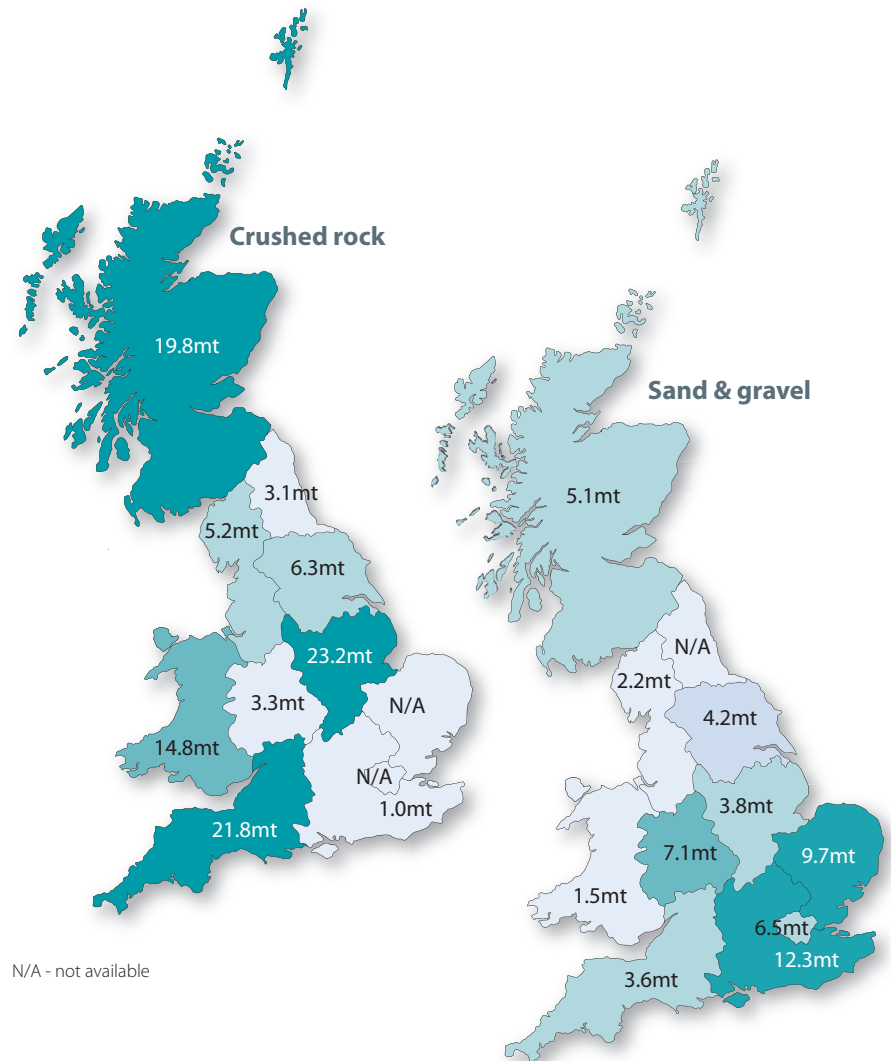 Crushed rock
19.8mt
3.1mt
5.2mt
6.3mt
23.2mt
3.3mt
N/A
14.8mt
N/A
1.0mt
21.8mt
N/A - not available
Sand & gravel
5.1mt
N/A
2.2mt
4.2mt
3.8mt
7.1mt
9.7mt
1.5mt
6.5mt
12.3mt
3.6mt